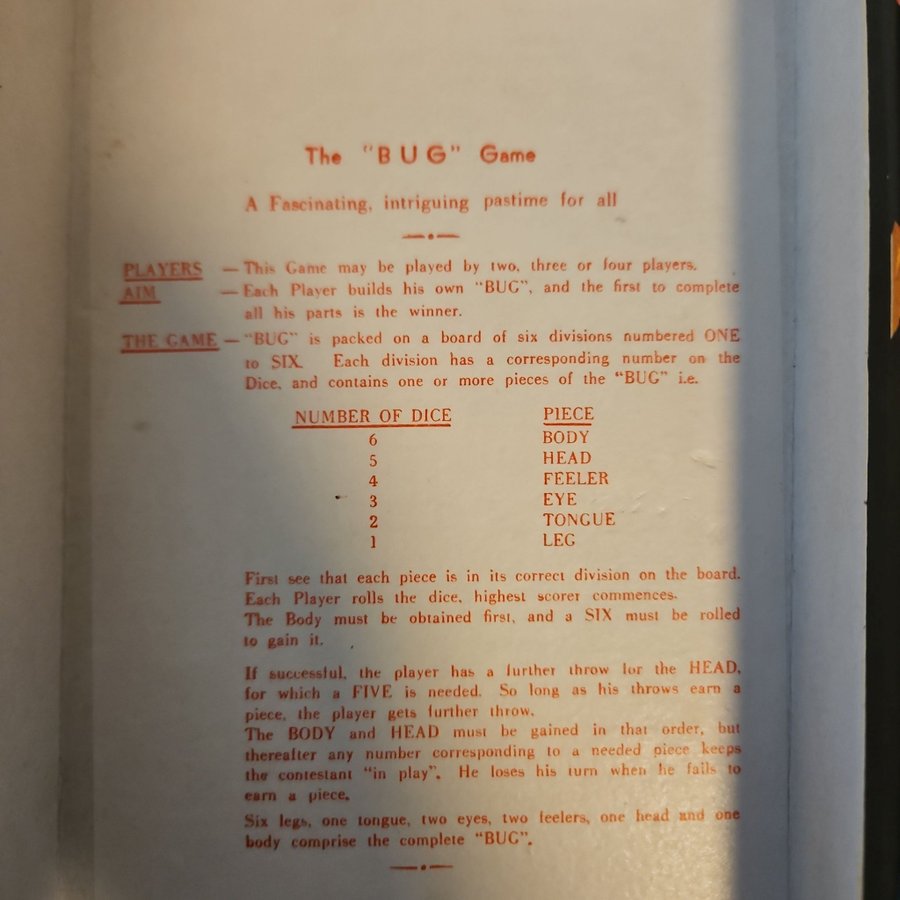 The "BUG" Game
A Fascinating, intriguing pastime for all
PLAYERS — This Game may be played by two, three or four players.
AIM — Each Player builds his own "BUG", and the first to complete
all his parts is the winner.
THE GAME — "BUG" is packed on a board of six divisions numbered ONE
to SIX. Each division has a corresponding number on the
Dice, and contains one or more pieces of the "BUG" i.e.
NUMBER OF DICE PIECE
6 BODY
5 HEAD
4 FEELER
3 EYE
2 TONGUE
1 LEG
First see that each piece is in its correct division on the board.
Each Player rolls the dice, highest scorer commences.
The Body must be obtained first, and a SIX must be rolled
to gain it.
If successful, the player has a further throw for the HEAD,
for which a FIVE is needed. So long as his throws earn a
piece, the player gets further throw.
The BODY and HEAD must be gained in that order, but
thereafter any number corresponding to a needed piece keeps
the contestant "in play". He loses his turn when he fails to
earn a piece.
Six legs, one tongue, two eyes, two feelers, one head and one
body comprise the complete "BUG".